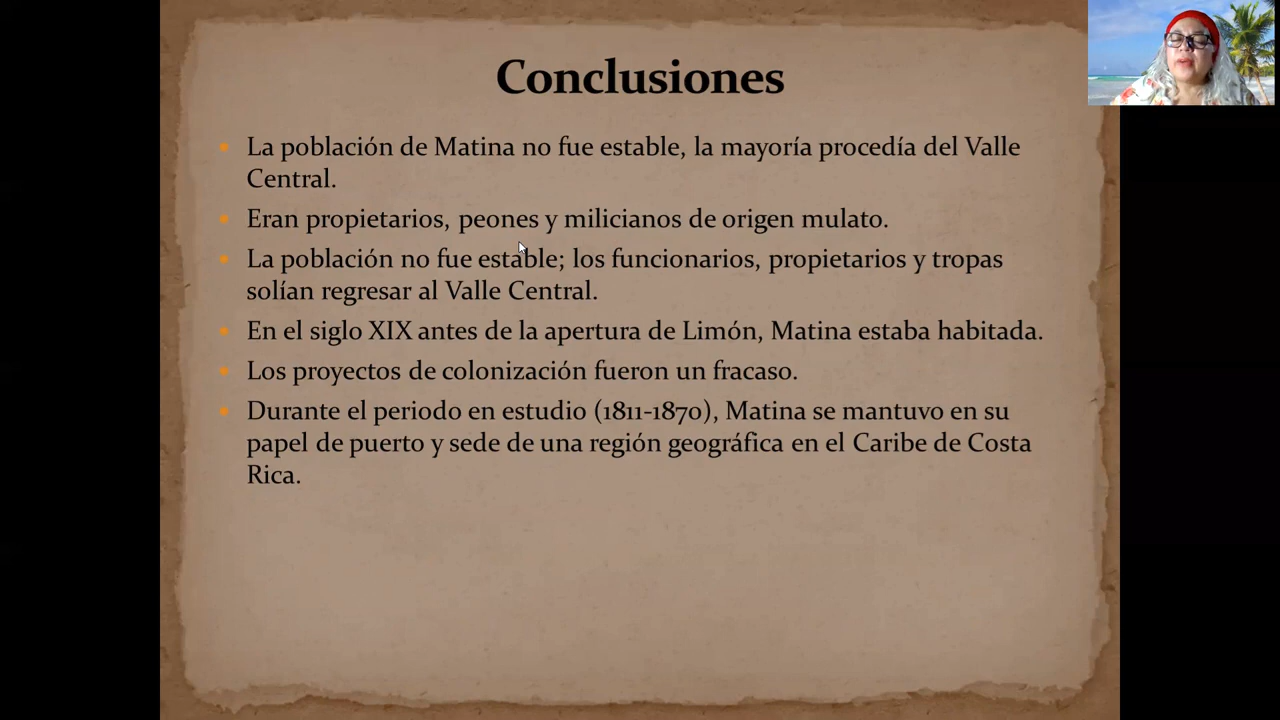 Conclusiones
La población de Matina no fue estable, la mayoría procedía del Valle
Central.
Eran propietarios, peones y milicianos de origen mulato.
La población no fue estable; los funcionarios, propietarios y tropas
solían regresar al Valle Central.
En el siglo XIX antes de la apertura de Limón, Matina estaba habitada.
Los proyectos de colonización fueron un fracaso.
Durante el periodo en estudio (1811-1870), Matina se mantuvo en su
papel de puerto y sede de una región geográfica en el Caribe de Costa
Rica.